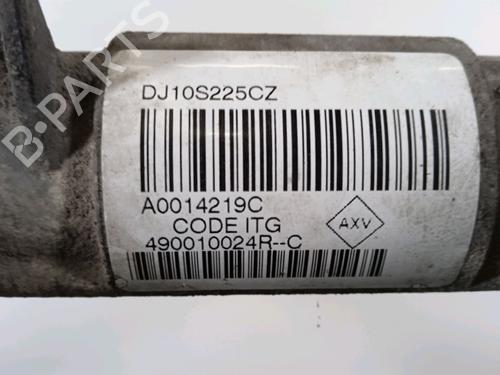 DJ10S225CZ
A0014219C
CODE ITG
AXV
490010024R--C
B-PARTS